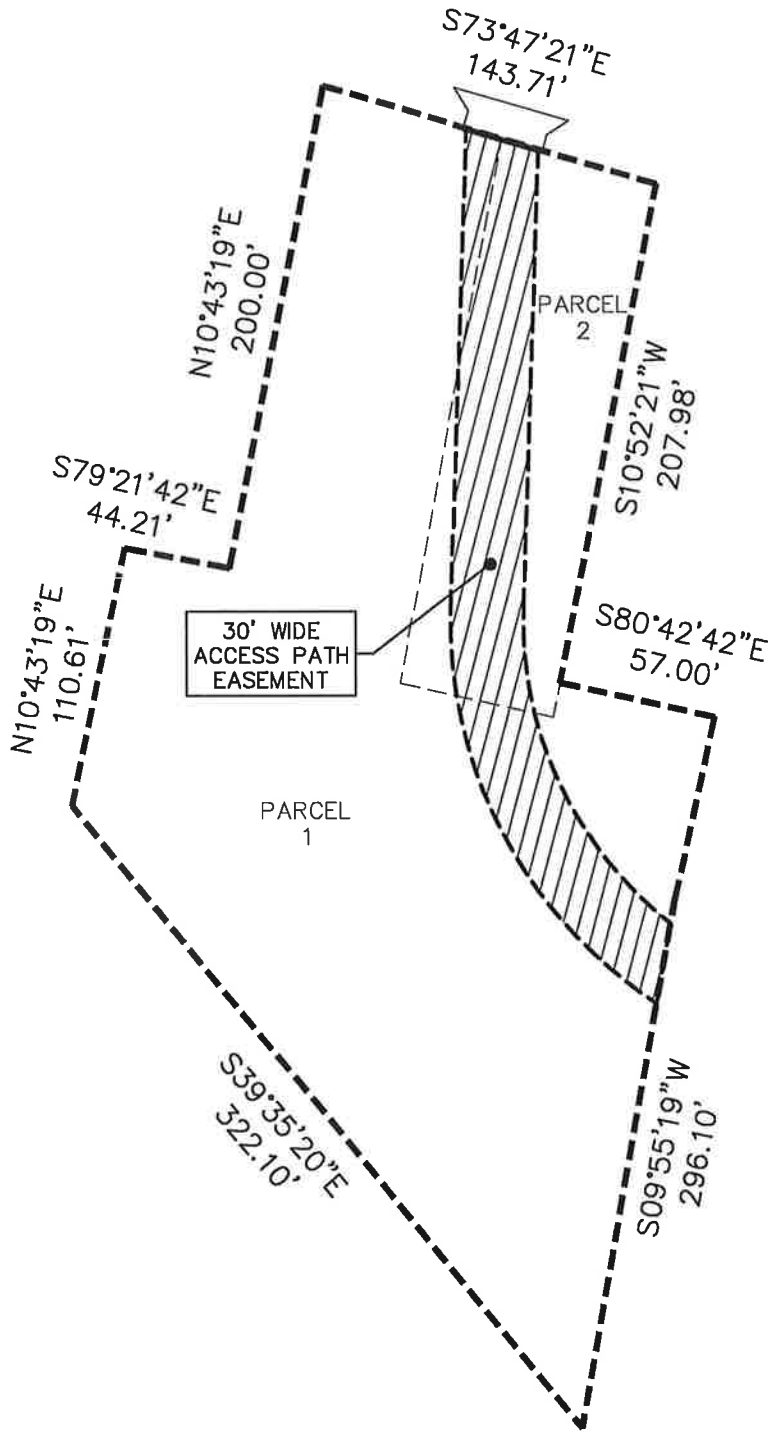 S73°47'21"E
143.71'
N10°43'19"E
200.00'
PARCEL
2
S10°52'21"W
207.98'
S79°21'42"E
44.21'
N10°43'19"E
110.61'
30' WIDE
ACCESS PATH
EASEMENT
S80°42'42"E
57.00'
PARCEL
1
S39°35'20"E
322.10'
S09°55'19"W
296.10'